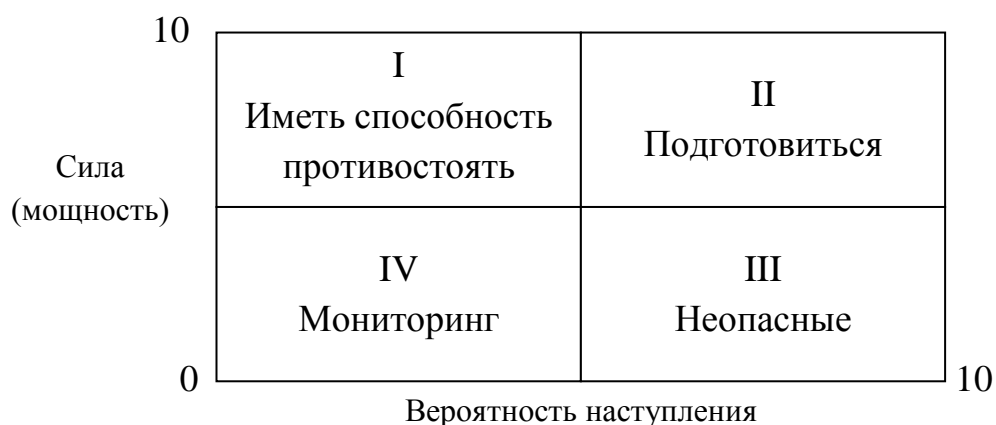 10
I
Иметь способность
противостоять
II
Подготовиться
Сила
(мощность)
IV
Мониторинг
III
Неопасные
0
10
Вероятность наступления